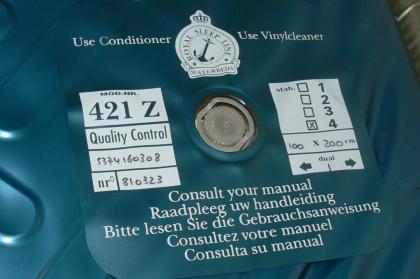 ROYAL SLEEP LINE
WATERBEDS
Use Conditioner
Use Vinylcleaner
MOD.NR.
421 Z
Quality Control
5374160308
nr° 810323
stab.
1
2
3
4
100 x 200 cm
dual
Consult your manual
Raadpleeg uw handleiding
Bitte lesen Sie die Gebrauchsanweisung
Consultez votre manuel
Consulta su manual